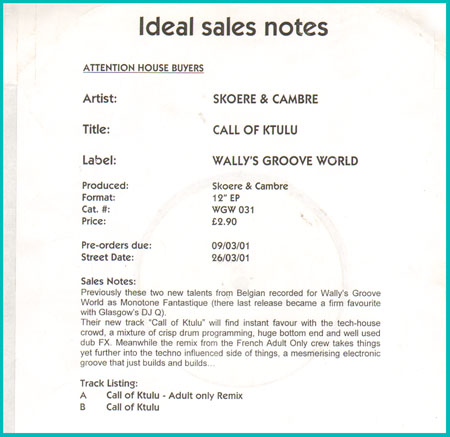 Ideal sales notes
ATTENTION HOUSE BUYERS
Artist: SKOERE & CAMBRE
Title: CALL OF KTULU
Label: WALLY'S GROOVE WORLD
Produced: Skoere & Cambre
Format: 12" EP
Cat. #: WGW 031
Price: £2.90
Pre-orders due: 09/03/01
Street Date: 26/03/01
Sales Notes:
Previously these two new talents from Belgian recorded for Wally's Groove
World as Monotone Fantastique (there last release became a firm favourite
with Glasgow's DJ Q).
Their new track “Call of Ktulu” will find instant favour with the tech-house
crowd, a mixture of crisp drum programming, huge bottom end and well used
dub FX. Meanwhile the remix from the French Adult Only crew takes things
yet further into the techno influenced side of things, a mesmerising electronic
groove that just builds and builds…
Track Listing:
A Call of Ktulu - Adult only Remix
B Call of Ktulu